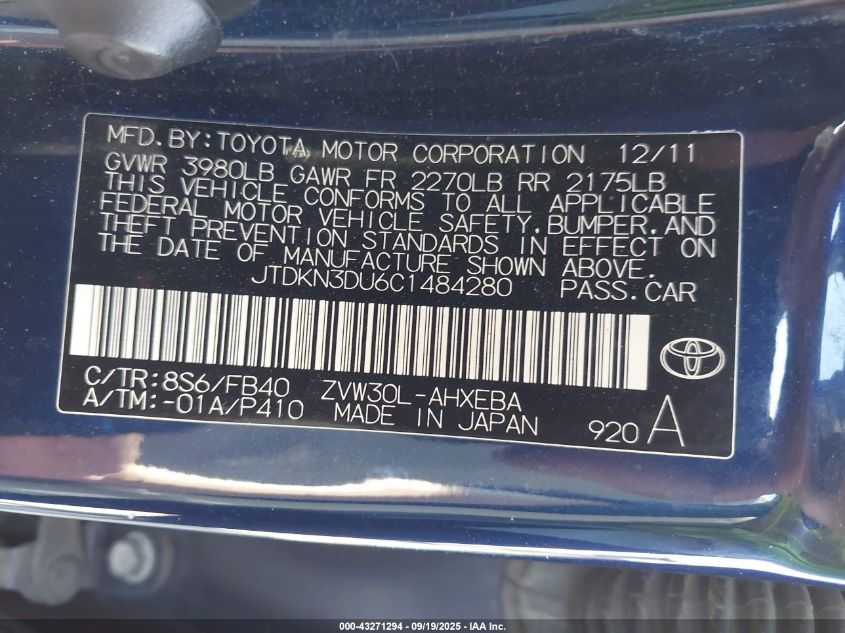 MFD.BY:TOYOTA MOTOR CORPORATION 12/11
GVWR 3980LB GAWR FR 2270LB RR 2175LB
THIS VEHICLE CONFORMS TO ALL APPLICABLE
FEDERAL MOTOR VEHICLE SAFETY,BUMPER,AND
THEFT PREVENTION STANDARDS IN EFFECT ON
THE DATE OF MANUFACTURE SHOWN ABOVE.
JTDKN3DU6C1484280 PASS.CAR
C/TR:8S6/FB40 ZVW30L-AHXEBA
A/TM:-01A/P410 MADE IN JAPAN 920 A
000-43271294 - 09/19/2025 - IAA Inc.